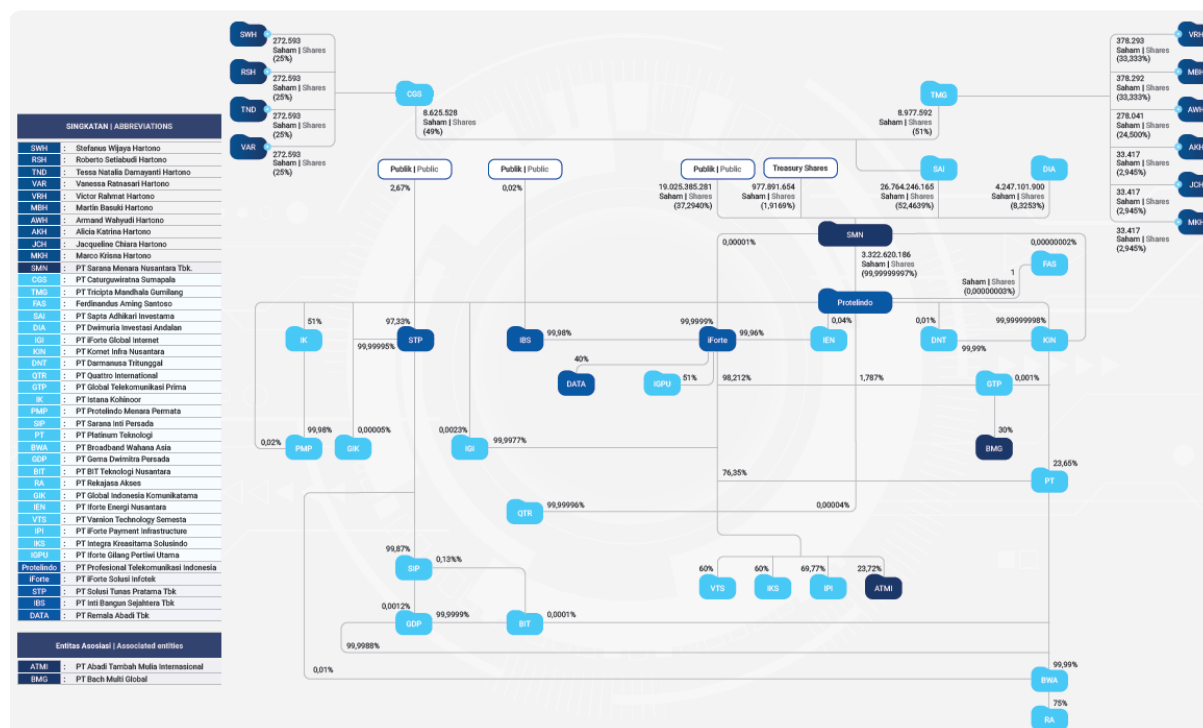 SWH
272.593
Saham | Shares
(25%)
RSH
272.593
Saham | Shares
(25%)
TND
272.593
Saham | Shares
(25%)
VAR
272.593
Saham | Shares
(25%)
CGS
8.625.528
Saham | Shares
(49%)
TMG
8.977.592
Saham | Shares
(51%)
378.293
Saham | Shares
(33,333%)
VRH
378.292
Saham | Shares
(33,333%)
MBH
278.041
Saham | Shares
(24,500%)
AWH
33.417
Saham | Shares
(2,945%)
AKH
33.417
Saham | Shares
(2,945%)
JCH
33.417
Saham | Shares
(2,945%)
MKH
SINGKATAN | ABBREVIATIONS
SWH : Stefanus Wijaya Hartono
RSH : Roberto Setiabudi Hartono
TND : Tessa Natalia Damayanti Hartono
VAR : Vanessa Ratnasari Hartono
VRH : Victor Rahmat Hartono
MBH : Martin Basuki Hartono
AWH : Armand Wahyudi Hartono
AKH : Alicia Katrina Hartono
JCH : Jacqueline Chiara Hartono
MKH : Marco Krisna Hartono
SMN : PT Sarana Menara Nusantara Tbk.
CGS : PT Caturguwiratna Sumapala
TMG : PT Tricipta Mandhala Gumilang
FAS : Ferdinandus Aming Santoso
SAI : PT Sapta Adhikari Investama
DIA : PT Dwimuria Investasi Andalan
IGI : PT iForte Global Internet
KIN : PT Komet Infra Nusantara
DNT : PT Darmanusa Tritunggal
QTR : PT Quattro International
GTP : PT Global Telekomunikasi Prima
IK : PT Istana Kohinoor
PMP : PT Protelindo Menara Permata
SIP : PT Sarana Inti Persada
PT : PT Platinum Teknologi
BWA : PT Broadband Wahana Asia
GDP : PT Gema Dwimitra Persada
BIT : PT BIT Teknologi Nusantara
RA : PT Rekajasa Akses
GIK : PT Global Indonesia Komunikatama
IEN : PT Iforte Energi Nusantara
VTS : PT Varnion Technology Semesta
IPI : PT iForte Payment Infrastructure
IKS : PT Integra Kreasitama Solusindo
IGPU : PT Iforte Gilang Pertiwi Utama
Protelindo : PT Profesional Telekomunikasi Indonesia
iForte : PT iForte Solusi Infotek
STP : PT Solusi Tunas Pratama Tbk
IBS : PT Inti Bangun Sejahtera Tbk
DATA : PT Remala Abadi Tbk
Entitas Asosiasi | Associated entities
ATMI : PT Abadi Tambah Mulia Internasional
BMG : PT Bach Multi Global
Publik | Public
2,67%
Publik | Public
0,02%
Publik | Public
19.025.385.281
Saham | Shares
(37,2940%)
Treasury Shares
977.891.654
Saham | Shares
(1,9169%)
SAI
26.764.246.165
Saham | Shares
(52,4639%)
DIA
4.247.101.900
Saham | Shares
(8,3253%)
SMN
0,00001%
3.322.620.186
Saham | Shares
(99,99999997%)
0,00000002%
FAS
1
Saham | Shares
(0,00000003%)
Protelindo
51%
IK
97,33%
STP
99,99995%
IBS
99,98%
99,9999%
iForte
99,96%
0,04%
IEN
0,01%
DNT
99,99%
99,99999998%
KIN
40%
DATA
IGPU
51%
98,212%
1,787%
GTP
0,001%
0,02%
99,98%
PMP
0,00005%
GIK
0,0023%
IGI
99,9977%
30%
BMG
76,35%
23,65%
PT
QTR
99,99996%
0,00004%
99,87%
SIP
0,13%%
60%
VTS
60%
IKS
69,77%
IPI
23,72%
ATMI
0,0012%
GDP
99,9999%
BIT
0,0001%
99,9988%
0,01%
99,99%
BWA
75%
RA